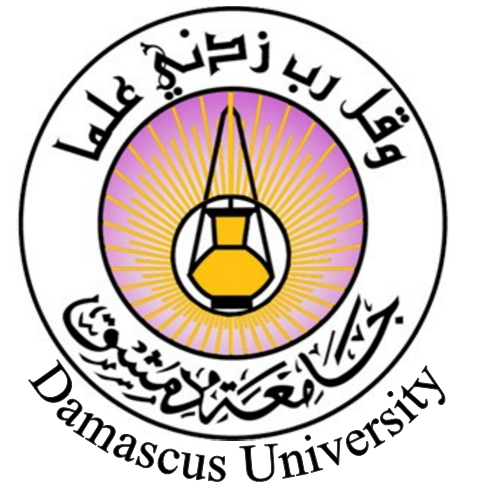 وقل رب زدني علما
جامعة دمشق
Damascus University